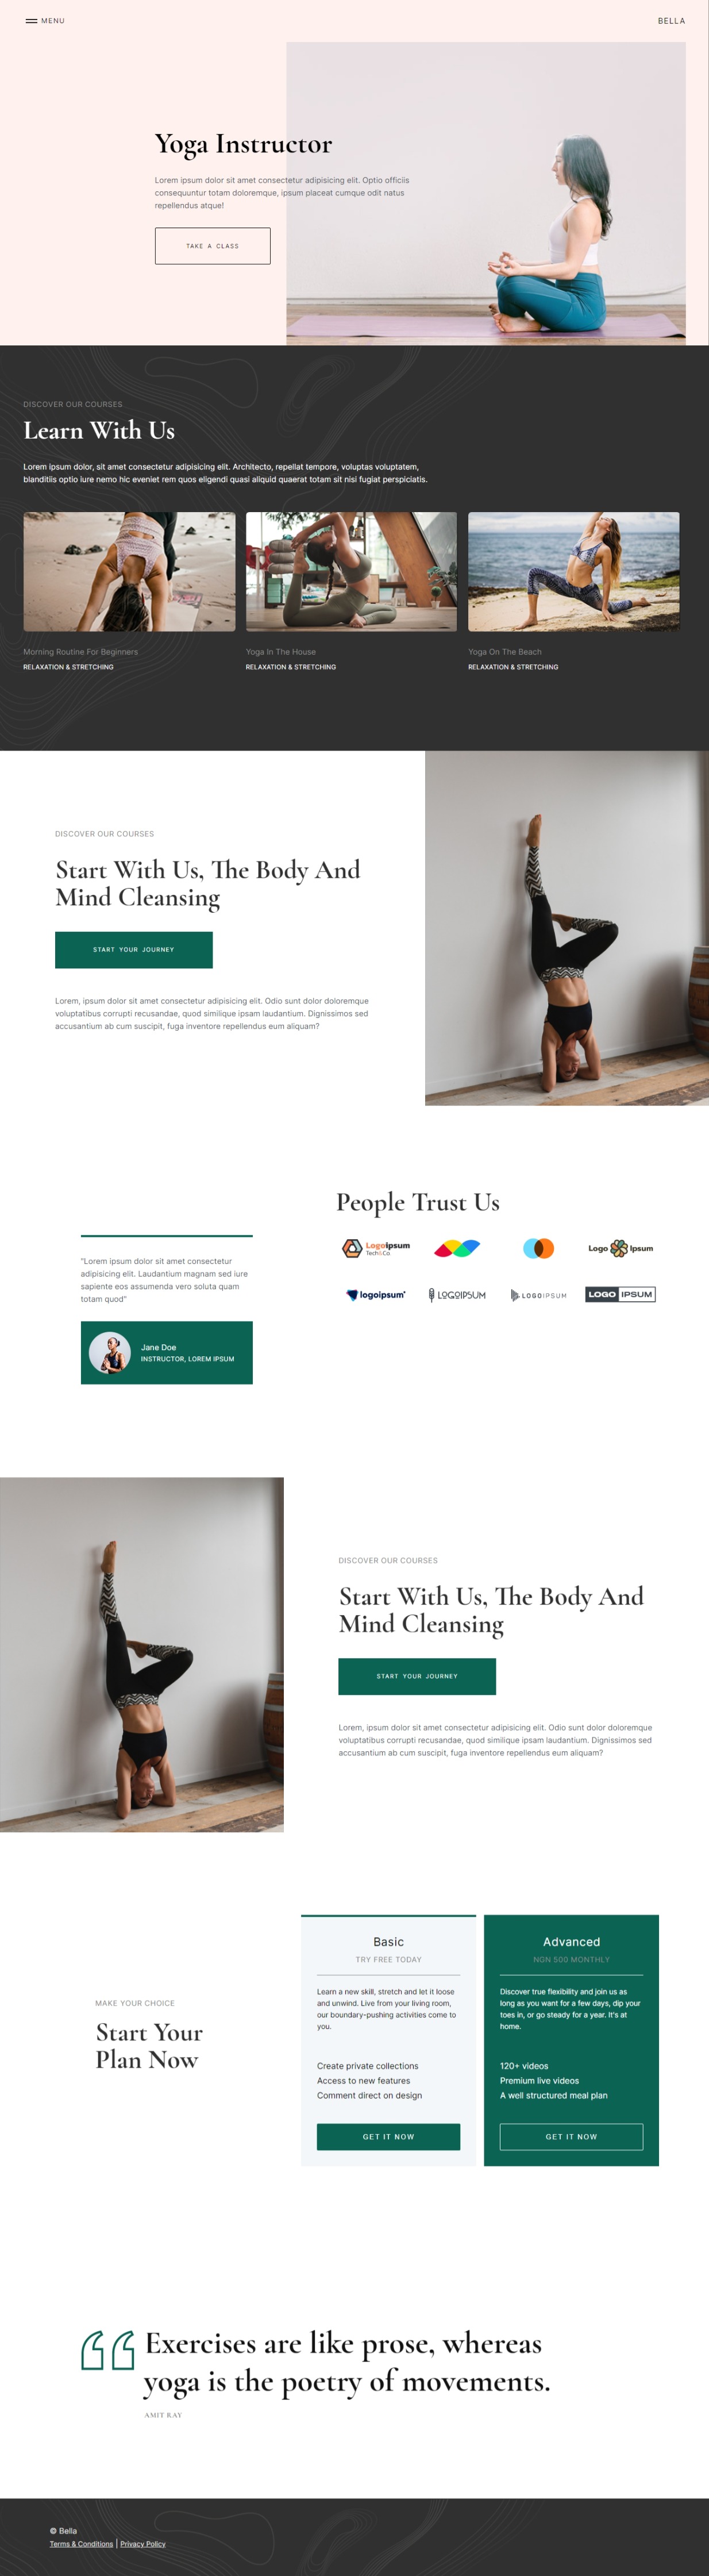 MENU
BELLA
Yoga Instructor
Lorem ipsum dolor sit amet consectetur adipisicing elit. Optio officiis
consequuntur totam doloremque, ipsum placeat cumque odit natus
repellendus atque!
TAKE A CLASS
DISCOVER OUR COURSES
Learn With Us
Lorem ipsum dolor, sit amet consectetur adipisicing elit. Architecto, repellat tempore, voluptas voluptatem,
blanditiis optio iure nemo hic eveniet rem quos eligendi quasi aliquid quaerat totam sit nisi fugiat perspiciatis.
Morning Routine For Beginners
RELAXATION & STRETCHING
Yoga In The House
RELAXATION & STRETCHING
Yoga On The Beach
RELAXATION & STRETCHING
DISCOVER OUR COURSES
Start With Us, The Body And
Mind Cleansing
START YOUR JOURNEY
Lorem, ipsum dolor sit amet consectetur adipisicing elit. Odio sunt dolor doloremque
voluptatibus corrupti recusandae, quod similique ipsam laudantium. Dignissimos sed
accusantium ab cum suscipit, fuga inventore repellendus eum aliquam?
"Lorem ipsum dolor sit amet consectetur
adipisicing elit. Laudantium magnam sed iure
sapiente eos assumenda vero soluta quam
totam quod"
Jane Doe
INSTRUCTOR, LOREM IPSUM
People Trust Us
Logoipsum
Tech&Co
Logo Ipsum
logoipsum
LOGOIPSUM
LOGOIPSUM
LOGO IPSUM
DISCOVER OUR COURSES
Start With Us, The Body And
Mind Cleansing
START YOUR JOURNEY
Lorem, ipsum dolor sit amet consectetur adipisicing elit. Odio sunt dolor doloremque
voluptatibus corrupti recusandae, quod similique ipsam laudantium. Dignissimos sed
accusantium ab cum suscipit, fuga inventore repellendus eum aliquam?
MAKE YOUR CHOICE
Start Your
Plan Now
Basic
TRY FREE TODAY
Learn a new skill, stretch and let it loose
and unwind. Live from your living room,
our boundary-pushing activities come to
you.
Create private collections
Access to new features
Comment direct on design
GET IT NOW
Advanced
NGN 500 MONTHLY
Discover true flexibility and join us as
long as you want for a few days, dip your
toes in, or go steady for a year. It's at
home.
120+ videos
Premium live videos
A well structured meal plan
GET IT NOW
Exercises are like prose, whereas
yoga is the poetry of movements.
AMIT RAY
© Bella
Terms & Conditions | Privacy Policy